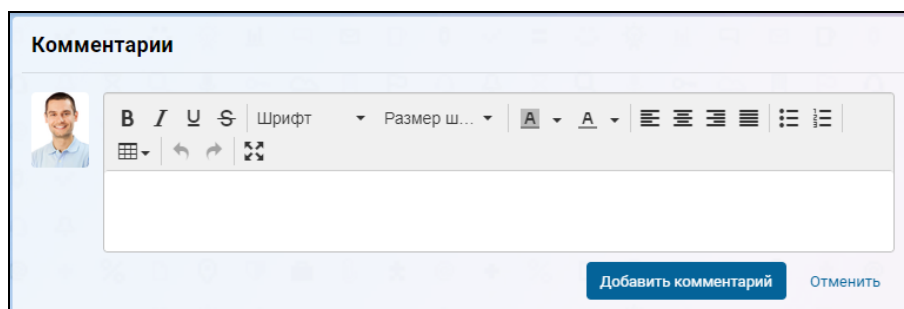 Комментарии
B I U S Шрифт Размер ш... A A
Добавить комментарий Отменить